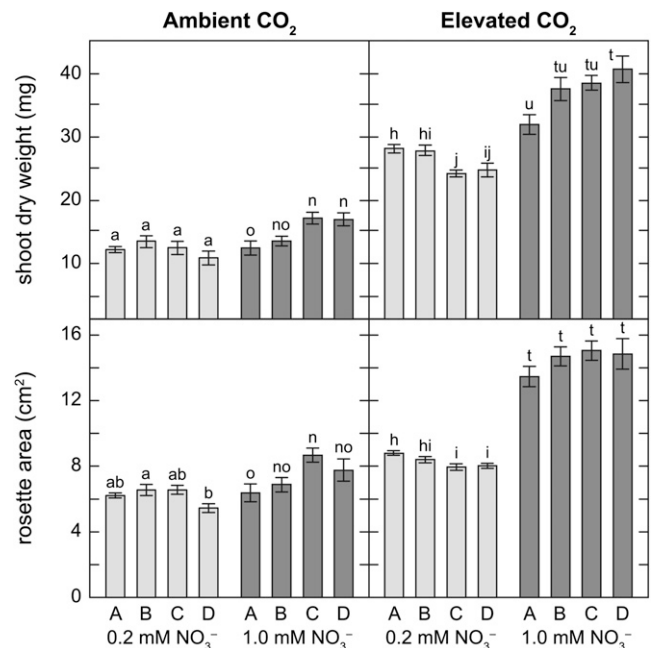 Ambient CO₂ Elevated CO₂
shoot dry weight (mg)
40
30
20
10
a a a a o no n n
h hi j ij u tu tu t
rosette area (cm²)
16
12
8
4
0
ab a ab b o no n no
h hi i i t t t t
A B C D A B C D A B C D A B C D
0.2 mM NO₃⁻ 1.0 mM NO₃⁻ 0.2 mM NO₃⁻ 1.0 mM NO₃⁻